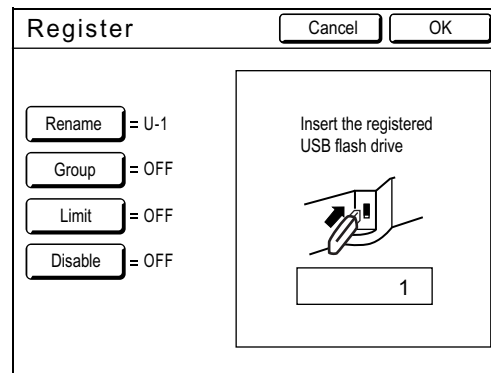 Register
Cancel
OK
Rename = U-1
Group = OFF
Limit = OFF
Disable = OFF
Insert the registered
USB flash drive
1